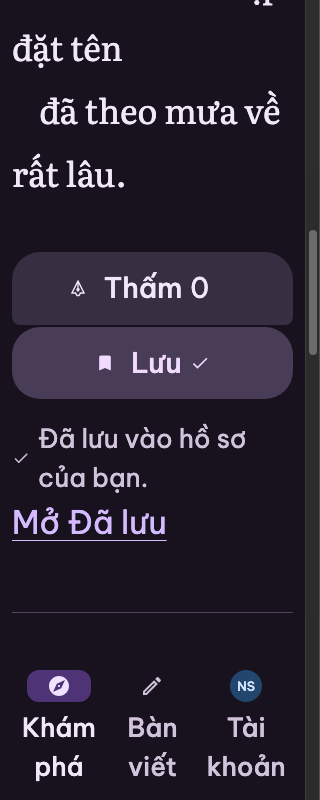 đặt tên
đã theo mưa về
rất lâu.
Thấm 0
Lưu
Đã lưu vào hồ sơ
của bạn.
Mở Đã lưu
NS
Khám
phá
Bàn
viết
Tài
khoản